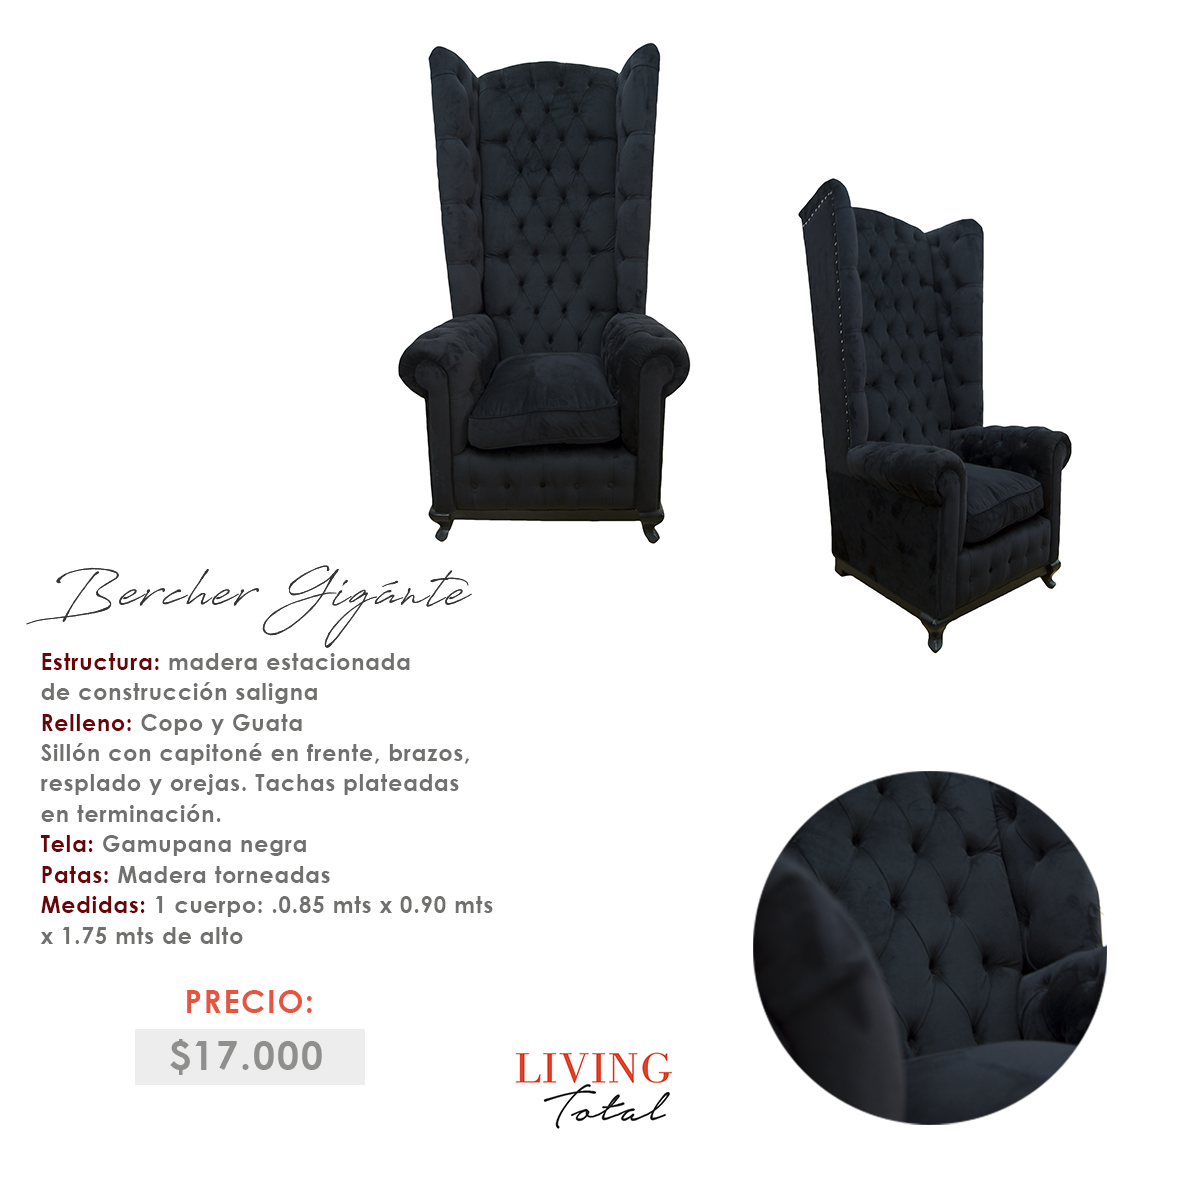 Bercher Gigánte
Estructura: madera estacionada
de construcción saligna
Relleno: Copo y Guata
Sillón con capitoné en frente, brazos,
resplado y orejas. Tachas plateadas
en terminación.
Tela: Gamupana negra
Patas: Madera torneadas
Medidas: 1 cuerpo: .0.85 mts x 0.90 mts
x 1.75 mts de alto
PRECIO:
$17.000
LIVING
Total